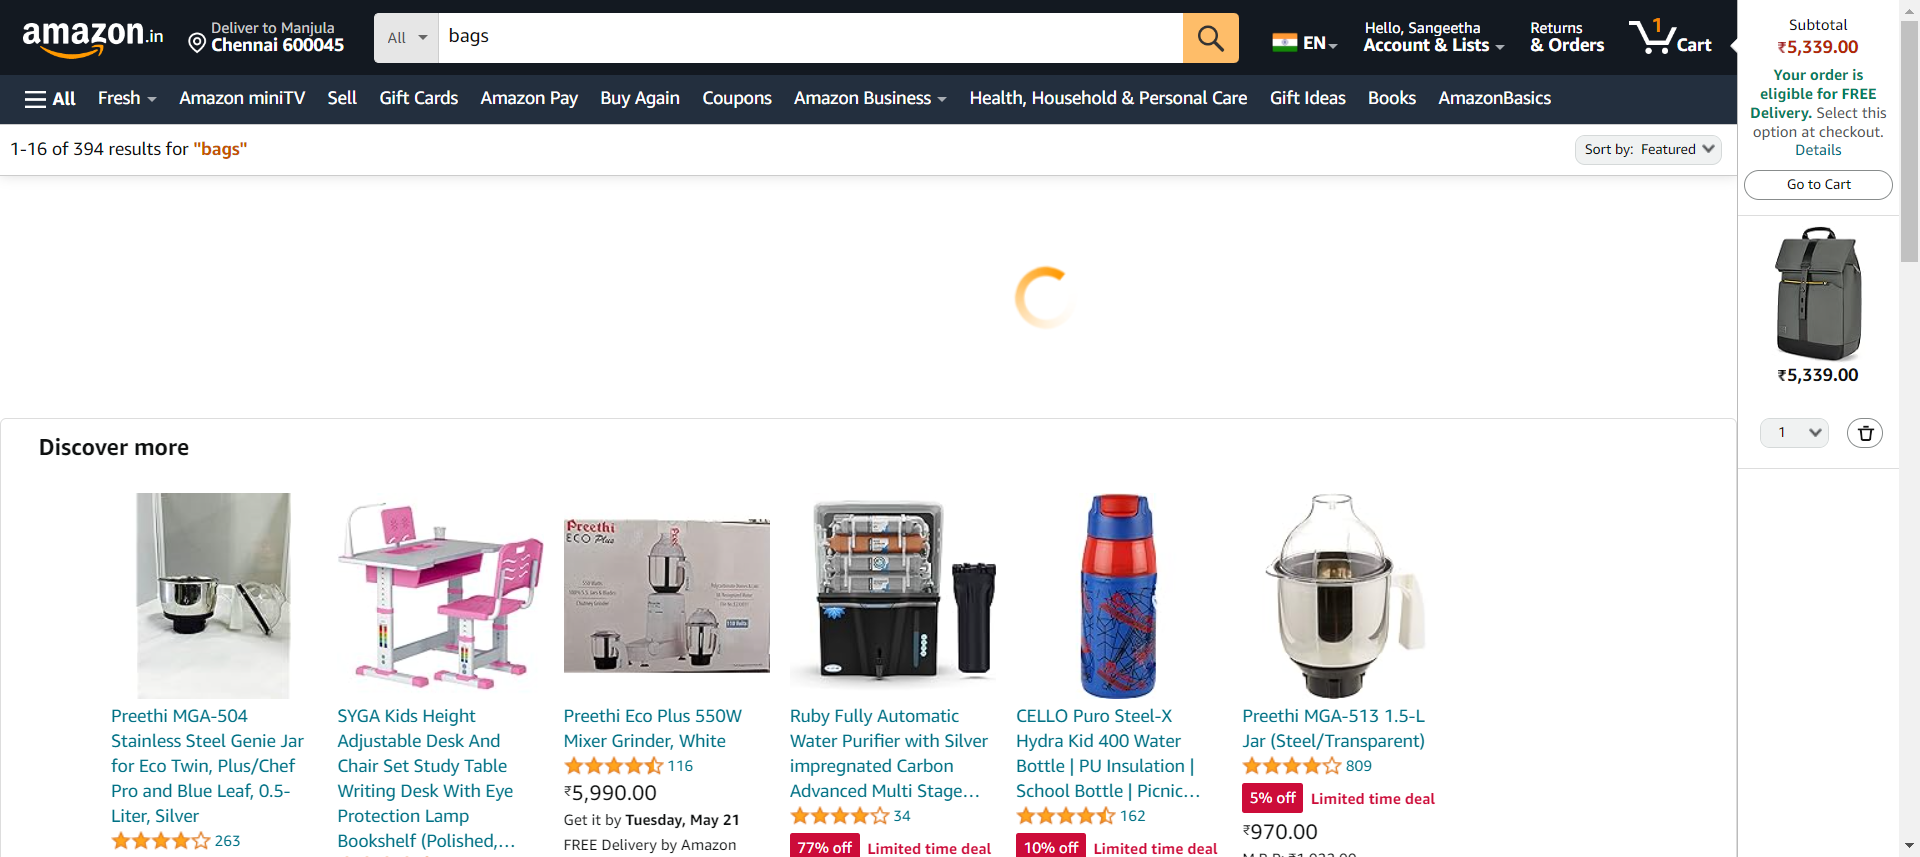 amazon.in
Deliver to Manjula
Chennai 600045
All
bags
EN
Hello, Sangeetha
Account & Lists
Returns
& Orders
1
Cart
All
Fresh
Amazon miniTV
Sell
Gift Cards
Amazon Pay
Buy Again
Coupons
Amazon Business
Health, Household & Personal Care
Gift Ideas
Books
AmazonBasics
1-16 of 394 results for "bags"
Sort by: Featured
Subtotal
₹5,339.00
Your order is
eligible for FREE
Delivery. Select this
option at checkout.
Details
Go to Cart
₹5,339.00
1
Discover more
Preethi
ECO Plus
Preethi MGA-504
Stainless Steel Genie Jar
for Eco Twin, Plus/Chef
Pro and Blue Leaf, 0.5-
Liter, Silver
263
SYGA Kids Height
Adjustable Desk And
Chair Set Study Table
Writing Desk With Eye
Protection Lamp
Bookshelf (Polished,…
Preethi Eco Plus 550W
Mixer Grinder, White
116
₹5,990.00
Get it by Tuesday, May 21
FREE Delivery by Amazon
Ruby Fully Automatic
Water Purifier with Silver
impregnated Carbon
Advanced Multi Stage…
34
77% off Limited time deal
CELLO Puro Steel-X
Hydra Kid 400 Water
Bottle | PU Insulation |
School Bottle | Picnic…
162
10% off Limited time deal
Preethi MGA-513 1.5-L
Jar (Steel/Transparent)
809
5% off Limited time deal
₹970.00